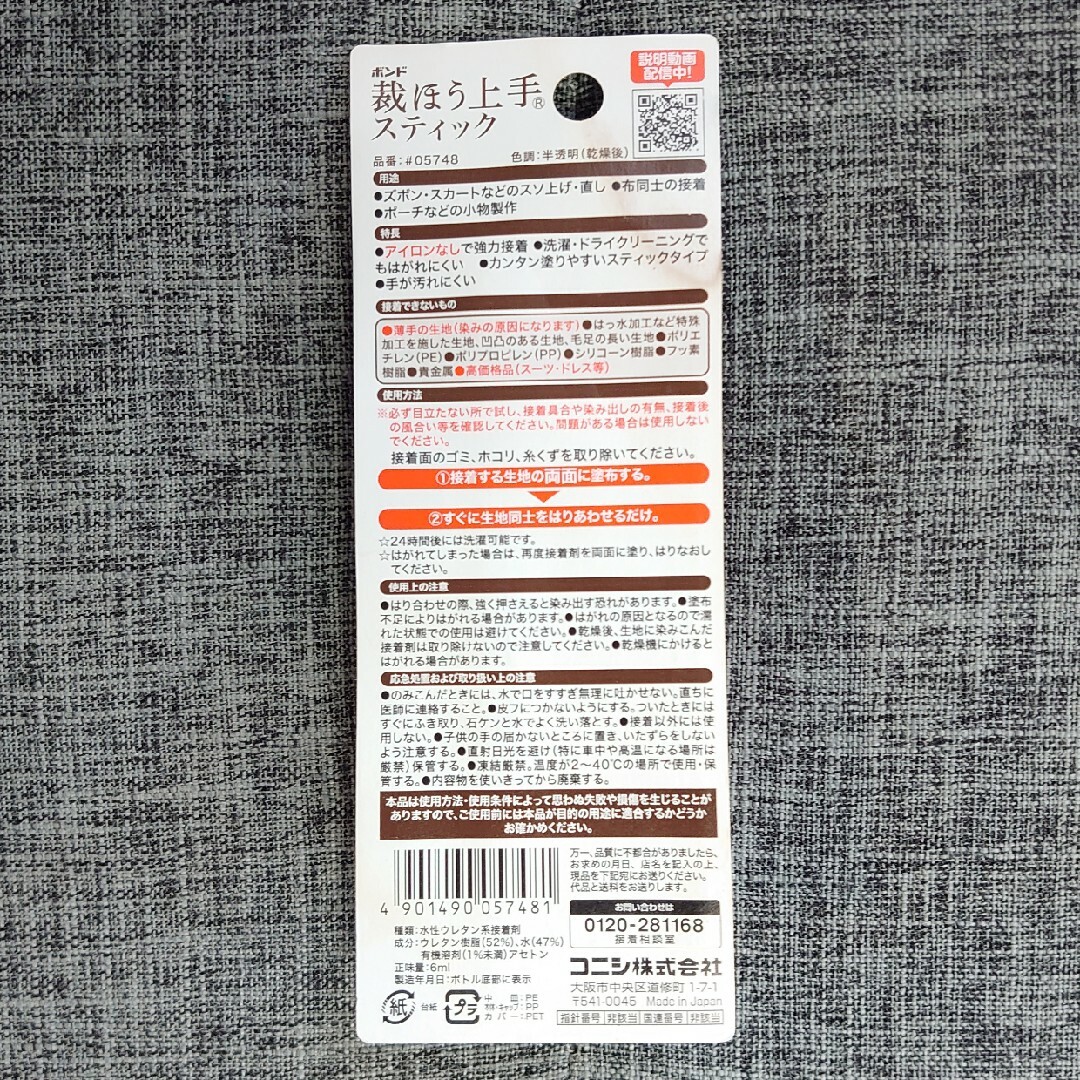 ボンド
裁ほう上手®
スティック
説明動画
配信中!
品番:#05748 色調:半透明(乾燥後)
用途
●ズボン・スカートなどのスソ上げ・直し ●布同士の接着
●ポーチなどの小物製作
特長
●アイロンなしで強力接着 ●洗濯・ドライクリーニングで
もはがれにくい ●カンタン塗りやすいスティックタイプ
●手が汚れにくい
接着できないもの
●薄手の生地(染みの原因になります)●はっ水加工など特殊
加工を施した生地、凹凸のある生地、毛足の長い生地●ポリエ
チレン(PE)●ポリプロピレン(PP)●シリコーン樹脂●フッ素
樹脂●貴金属●高価格品(スーツ・ドレス等)
使用方法
※必ず目立たない所で試し、接着具合や染み出しの有無、接着後
の風合い等を確認してください。問題がある場合は使用しない
でください。
接着面のゴミ、ホコリ、糸くずを取り除いてください。
①接着する生地の両面に塗布する。
②すぐに生地同士をはりあわせるだけ。
☆24時間後には洗濯可能です。
☆はがれてしまった場合は、再度接着剤を両面に塗り、はりなおし
てください。
使用上の注意
●はり合わせの際、強く押さえると染み出す恐れがあります。●塗布
不足によりはがれる場合があります。●はがれの原因となるので濡
れた状態での使用は避けてください。●乾燥後、生地に染みこんだ
接着剤は取り除けないので注意してください。●乾燥機にかけると
はがれる場合があります。
応急処置および取り扱い上の注意
●のみこんだときには、水で口をすすぎ無理に吐かせない。直ちに
医師に連絡すること。●皮フにつかないようにする。ついたときには
すぐにふき取り、石ケンと水でよく洗い落とす。●接着以外には使
用しない。●子供の手の届かないところに置き、いたずらをしない
よう注意する。●直射日光を避け(特に車中や高温になる場所は
厳禁)保管する。●凍結厳禁。温度が2〜40℃の場所で使用・保
管する。●内容物を使いきってから廃棄する。
本品は使用方法・使用条件によって思わぬ失敗や損傷を生じることが
ありますので、ご使用前には本品が目的の用途に適合するかどうか
お確かめください。
4 901490 057481
万一、品質に不都合がありましたら、
お求めの月日、店名を記入の上、
現品を下記宛にお送りください。
代品と送料をお送りします。
お問い合わせは
0120-281168
接着相談室
種類:水性ウレタン系接着剤
成分:ウレタン樹脂(52%)、水(47%)
有機溶剤(1%未満)アセトン
正味量:6ml
製造年月日:ボトル底部に表示
コニシ株式会社
大阪市中央区道修町1-7-1
〒541-0045 Made in Japan
紙 台紙
プラ
中皿:PE
本体・キャップ:PP
カバー:PET
指針番号 非該当 国連番号 非該当